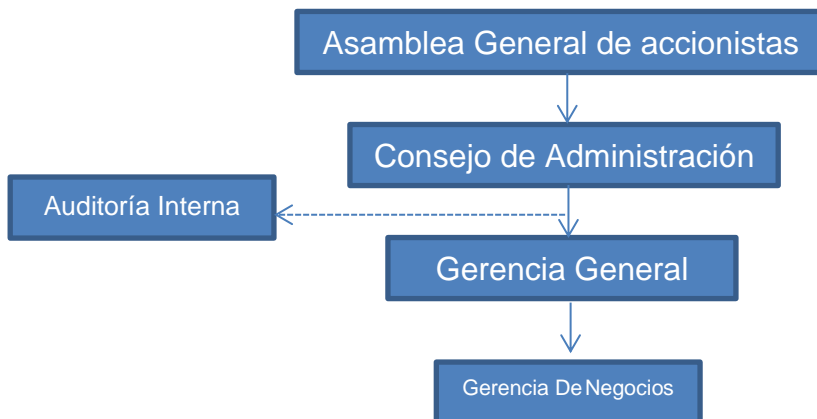 Asamblea General de accionistas
Consejo de Administración
Auditoría Interna
Gerencia General
Gerencia De Negocios